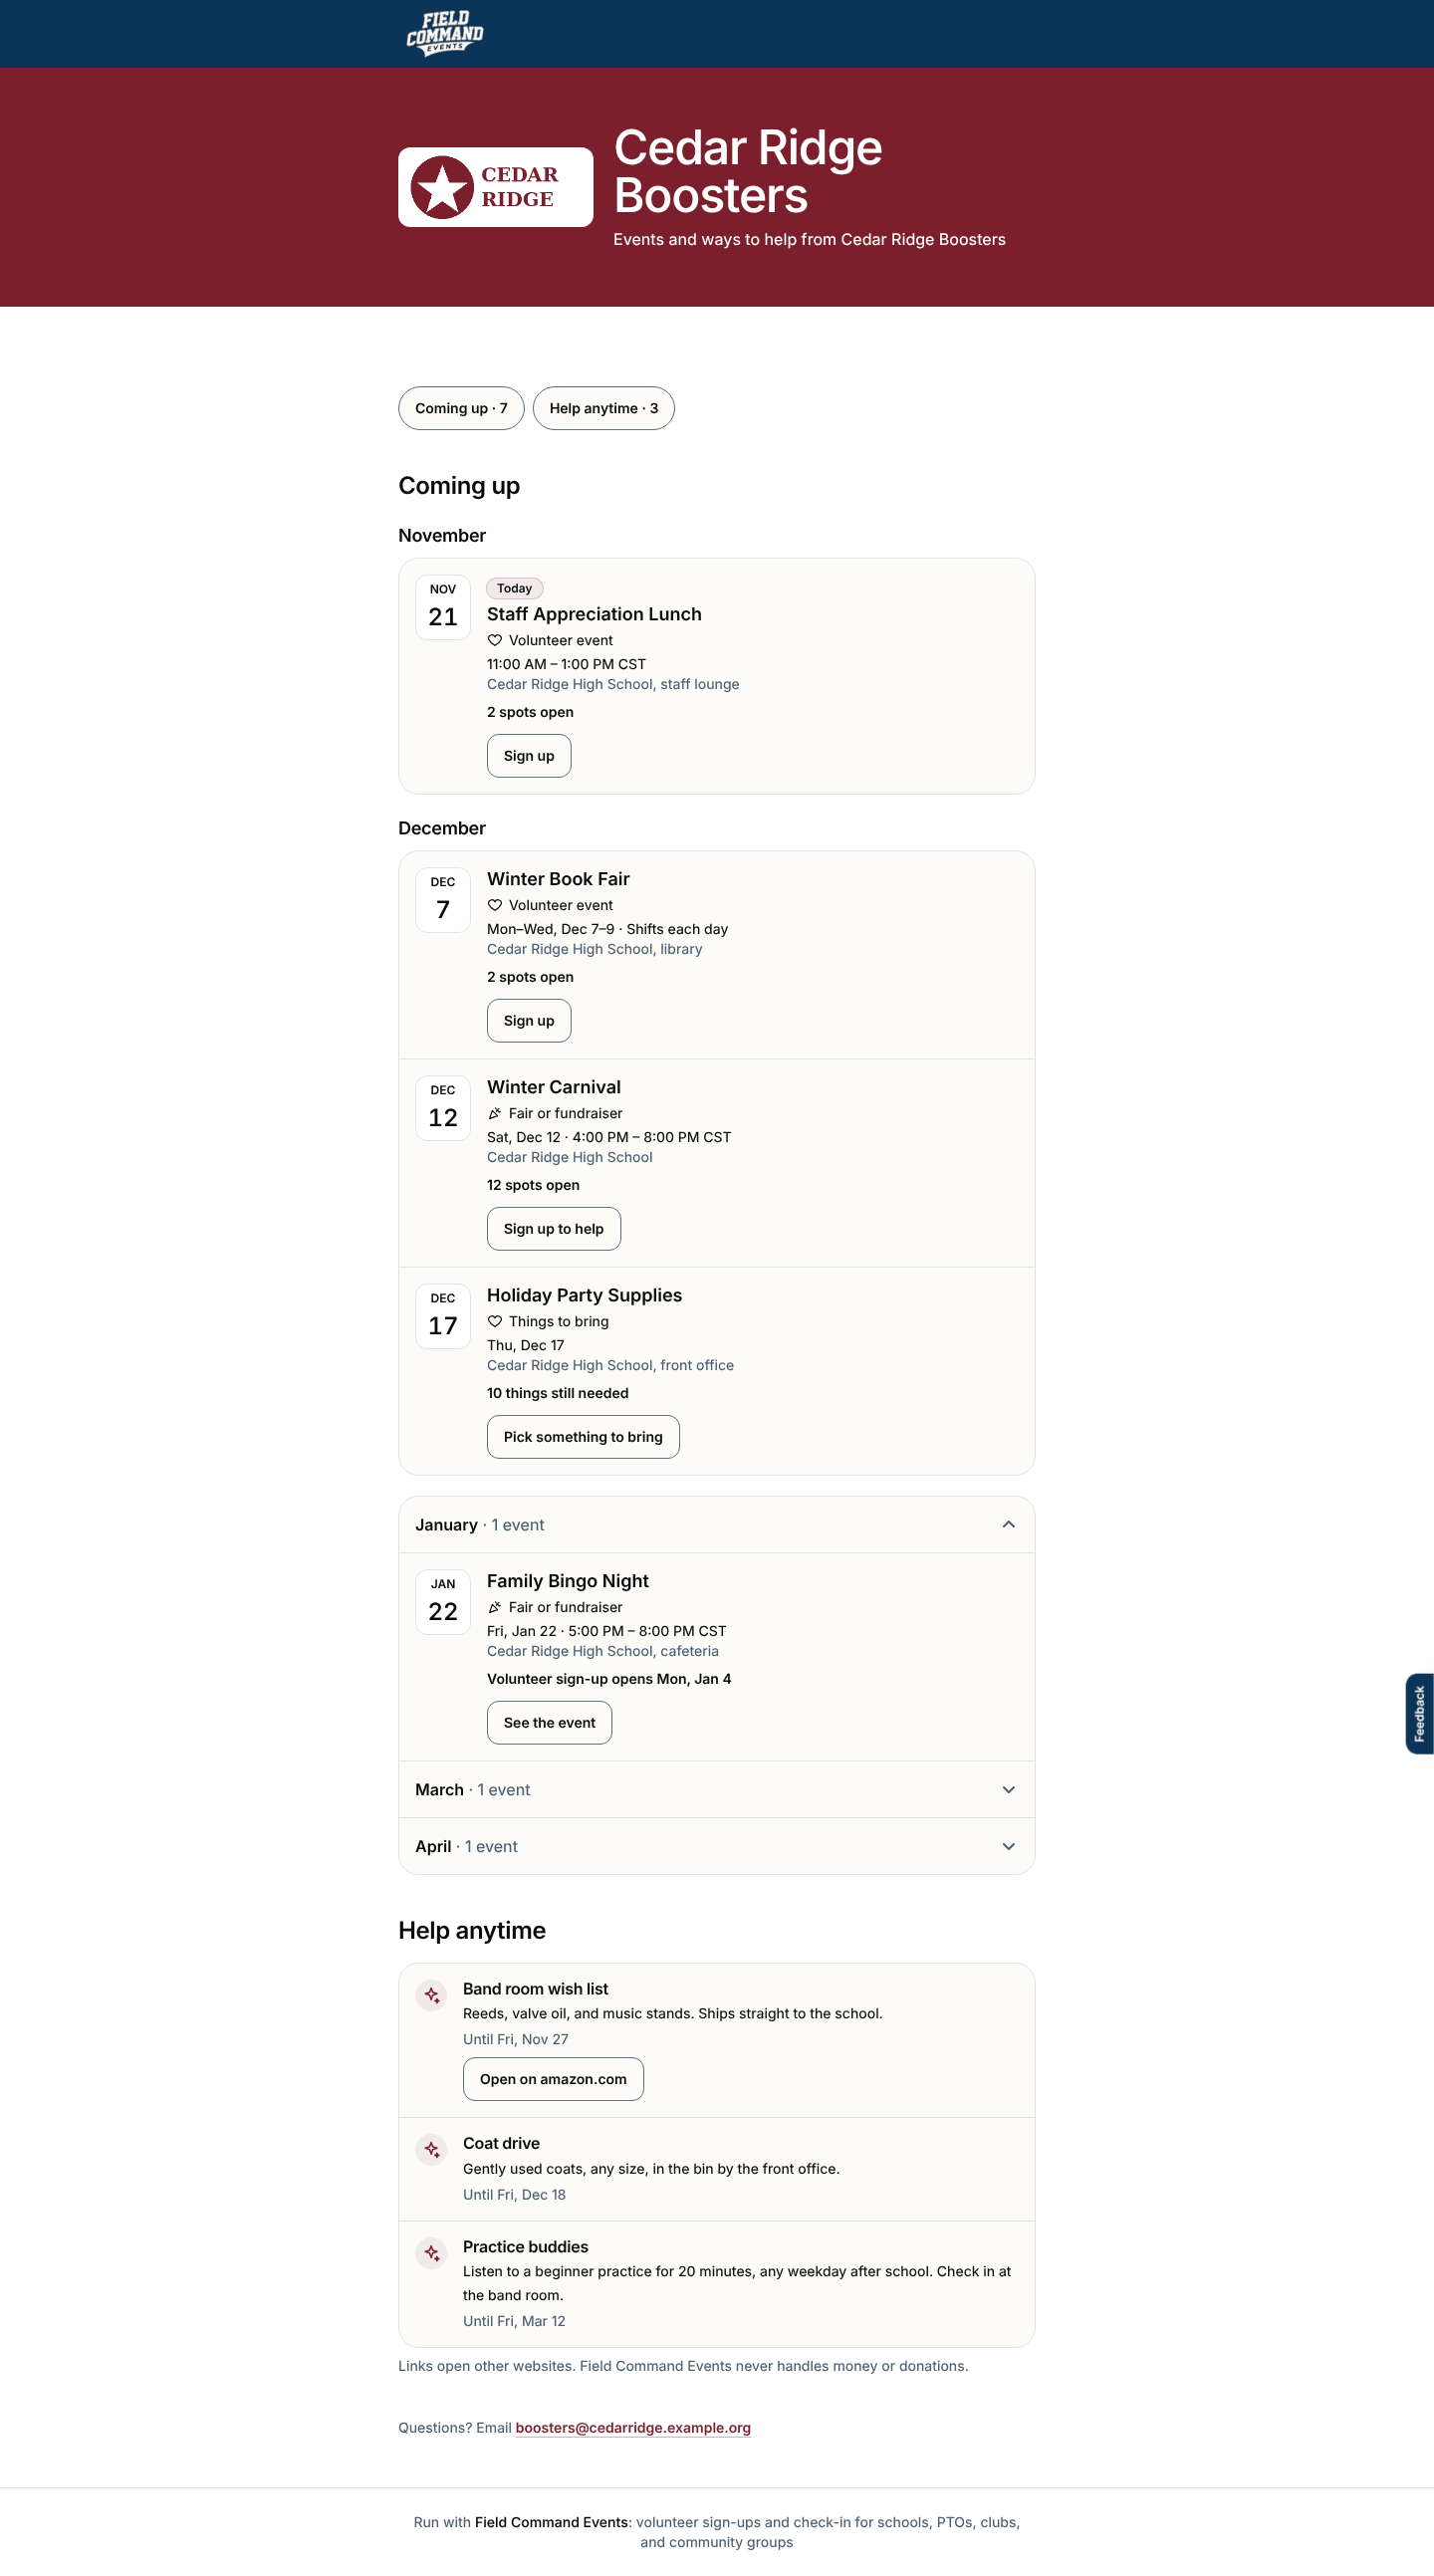 FIELD
COMMAND
EVENTS
CEDAR
RIDGE
Cedar Ridge
Boosters
Events and ways to help from Cedar Ridge Boosters
Coming up · 7
Help anytime · 3
Coming up
November
NOV
21
Today
Staff Appreciation Lunch
Volunteer event
11:00 AM – 1:00 PM CST
Cedar Ridge High School, staff lounge
2 spots open
Sign up
December
DEC
7
Winter Book Fair
Volunteer event
Mon–Wed, Dec 7–9 · Shifts each day
Cedar Ridge High School, library
2 spots open
Sign up
DEC
12
Winter Carnival
Fair or fundraiser
Sat, Dec 12 · 4:00 PM – 8:00 PM CST
Cedar Ridge High School
12 spots open
Sign up to help
DEC
17
Holiday Party Supplies
Things to bring
Thu, Dec 17
Cedar Ridge High School, front office
10 things still needed
Pick something to bring
January · 1 event
JAN
22
Family Bingo Night
Fair or fundraiser
Fri, Jan 22 · 5:00 PM – 8:00 PM CST
Cedar Ridge High School, cafeteria
Volunteer sign-up opens Mon, Jan 4
See the event
Feedback
March · 1 event
April · 1 event
Help anytime
Band room wish list
Reeds, valve oil, and music stands. Ships straight to the school.
Until Fri, Nov 27
Open on amazon.com
Coat drive
Gently used coats, any size, in the bin by the front office.
Until Fri, Dec 18
Practice buddies
Listen to a beginner practice for 20 minutes, any weekday after school. Check in at
the band room.
Until Fri, Mar 12
Links open other websites. Field Command Events never handles money or donations.
Questions? Email boosters@cedarridge.example.org
Run with Field Command Events: volunteer sign-ups and check-in for schools, PTOs, clubs,
and community groups